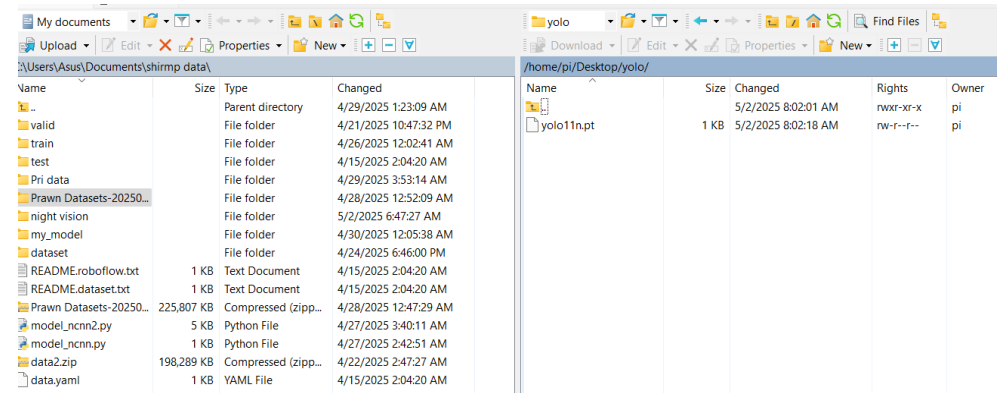 My documents
Upload Edit Properties New
C:\Users\Asus\Documents\shirmp data\
Name Size Type Changed
.. Parent directory 4/29/2025 1:23:09 AM
valid File folder 4/21/2025 10:47:32 PM
train File folder 4/26/2025 12:02:41 AM
test File folder 4/15/2025 2:04:20 AM
Pri data File folder 4/29/2025 3:53:14 AM
Prawn Datasets-20250... File folder 4/28/2025 12:52:09 AM
night vision File folder 5/2/2025 6:47:27 AM
my_model File folder 4/30/2025 12:05:38 AM
dataset File folder 4/24/2025 6:46:00 PM
README.roboflow.txt 1 KB Text Document 4/15/2025 2:04:20 AM
README.dataset.txt 1 KB Text Document 4/15/2025 2:04:20 AM
Prawn Datasets-20250... 225,807 KB Compressed (zipp... 4/28/2025 12:47:29 AM
model_ncnn2.py 5 KB Python File 4/27/2025 3:40:11 AM
model_ncnn.py 1 KB Python File 4/27/2025 2:42:51 AM
data2.zip 198,289 KB Compressed (zipp... 4/22/2025 2:47:27 AM
data.yaml 1 KB YAML File 4/15/2025 2:04:20 AM
yolo Find Files
Download Edit Properties New
/home/pi/Desktop/yolo/
Name Size Changed Rights Owner
.. 5/2/2025 8:02:01 AM rwxr-xr-x pi
yolo11n.pt 1 KB 5/2/2025 8:02:18 AM rw-r--r-- pi